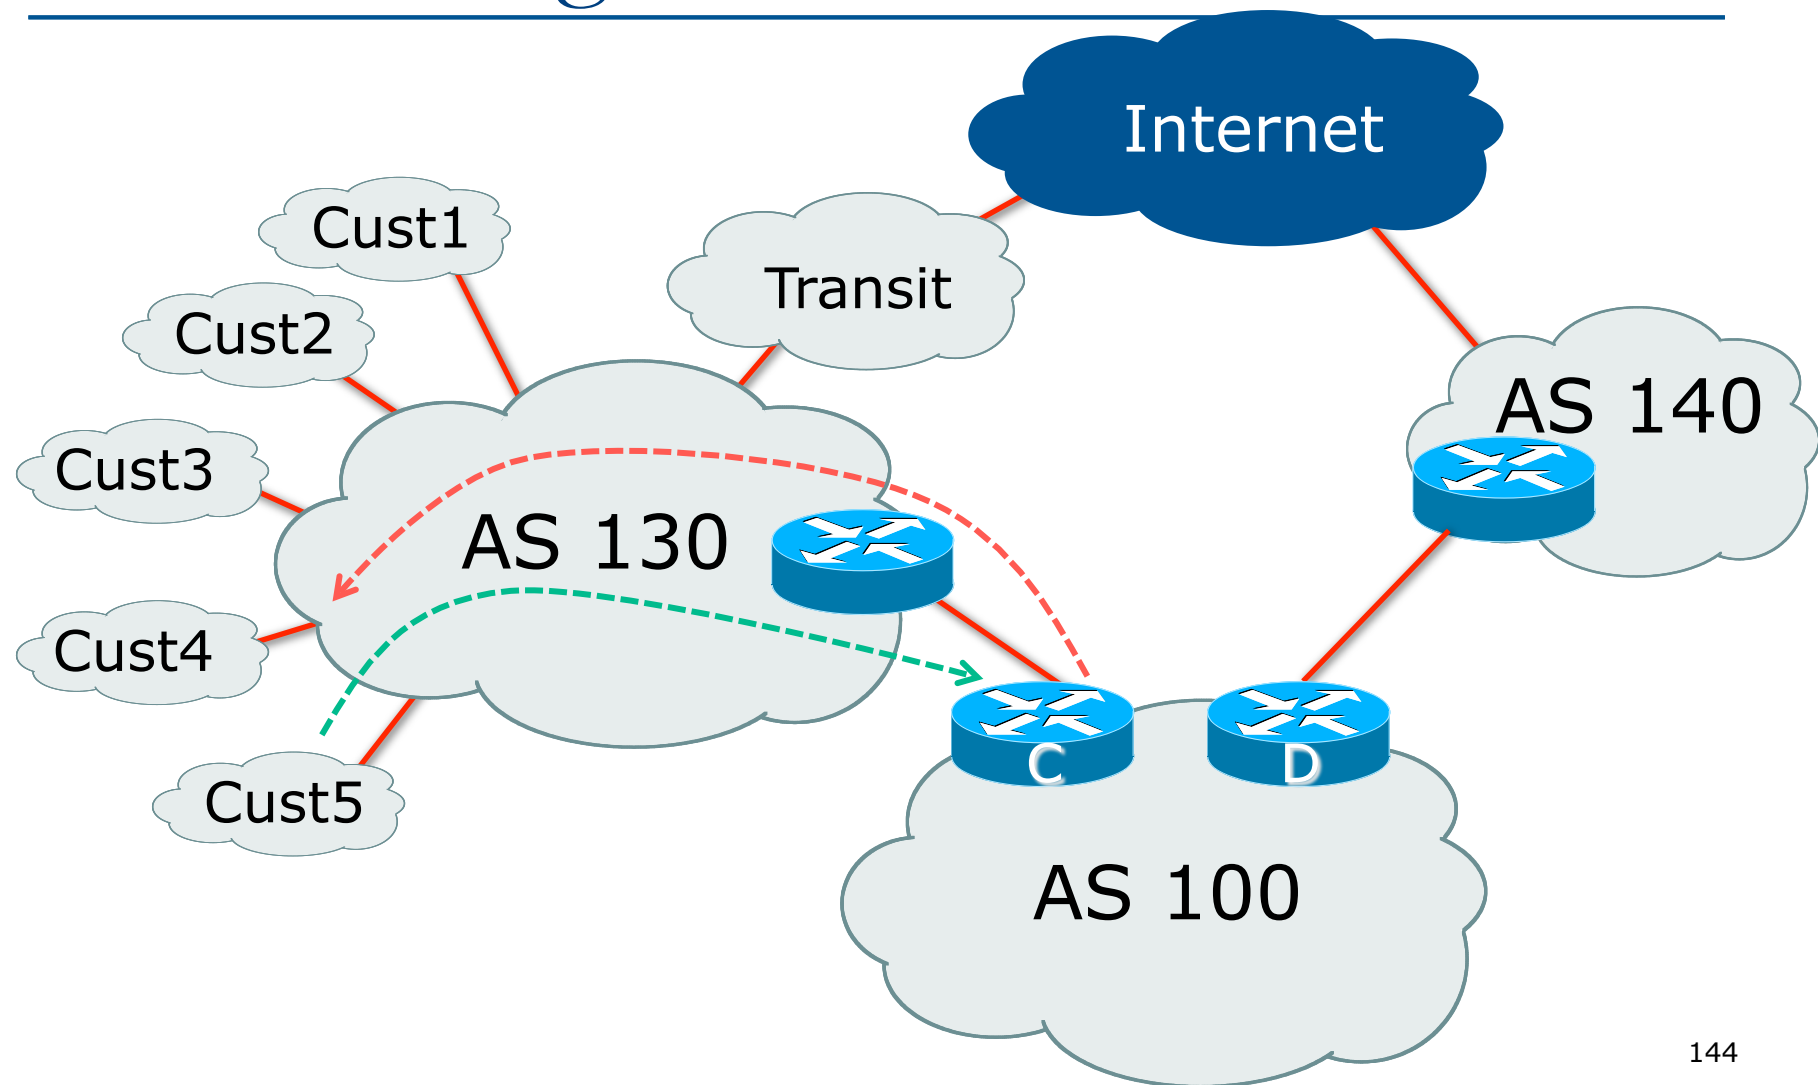 Internet
Cust1
Transit
Cust2
AS 140
Cust3
AS 130
Cust4
C
D
Cust5
AS 100
144